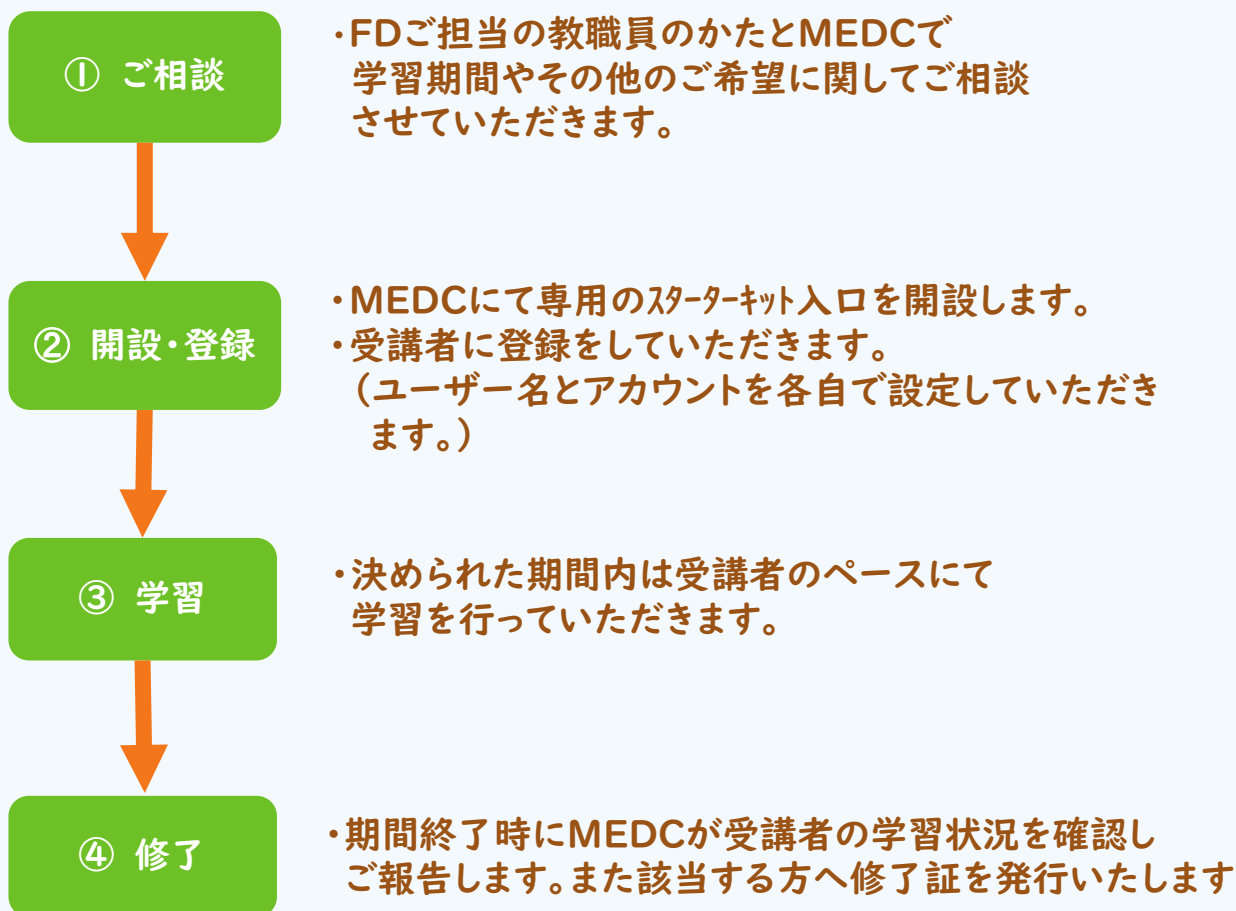 ① ご相談
・FDご担当の教職員のかたとMEDCで
学習期間やその他のご希望に関してご相談
させていただきます。
② 開設・登録
・MEDCにて専用のｽﾀｰﾀｰｷｯﾄ入口を開設します。
・受講者に登録をしていただきます。
（ユーザー名とアカウントを各自で設定していただき
ます。）
③ 学習
・決められた期間内は受講者のペースにて
学習を行っていただきます。
④ 修了
・期間終了時にMEDCが受講者の学習状況を確認し
ご報告します。また該当する方へ修了証を発行いたします